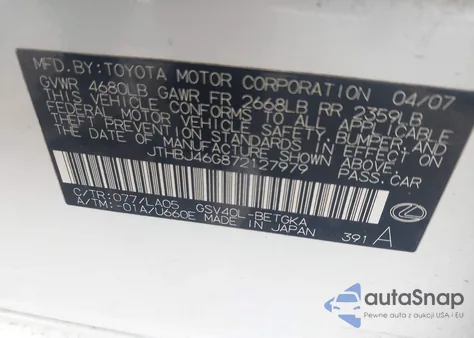 MFD. BY: TOYOTA MOTOR CORPORATION 04/07
GVWR 4680LB GAWR FR 2668LB RR 2359LB
THIS VEHICLE CONFORMS TO ALL APPLICABLE
FEDERAL MOTOR VEHICLE SAFETY, BUMPER, AND
THEFT PREVENTION STANDARDS IN EFFECT ON
THE DATE OF MANUFACTURE SHOWN ABOVE.
JTHBJ46G872127979 PASS. CAR
C/TR: 077/LA05 GSV40L-BETGKA
A/TM: -01A/U660E MADE IN JAPAN 391 A
autoSnap
Pewne auta z aukcji USA i EU